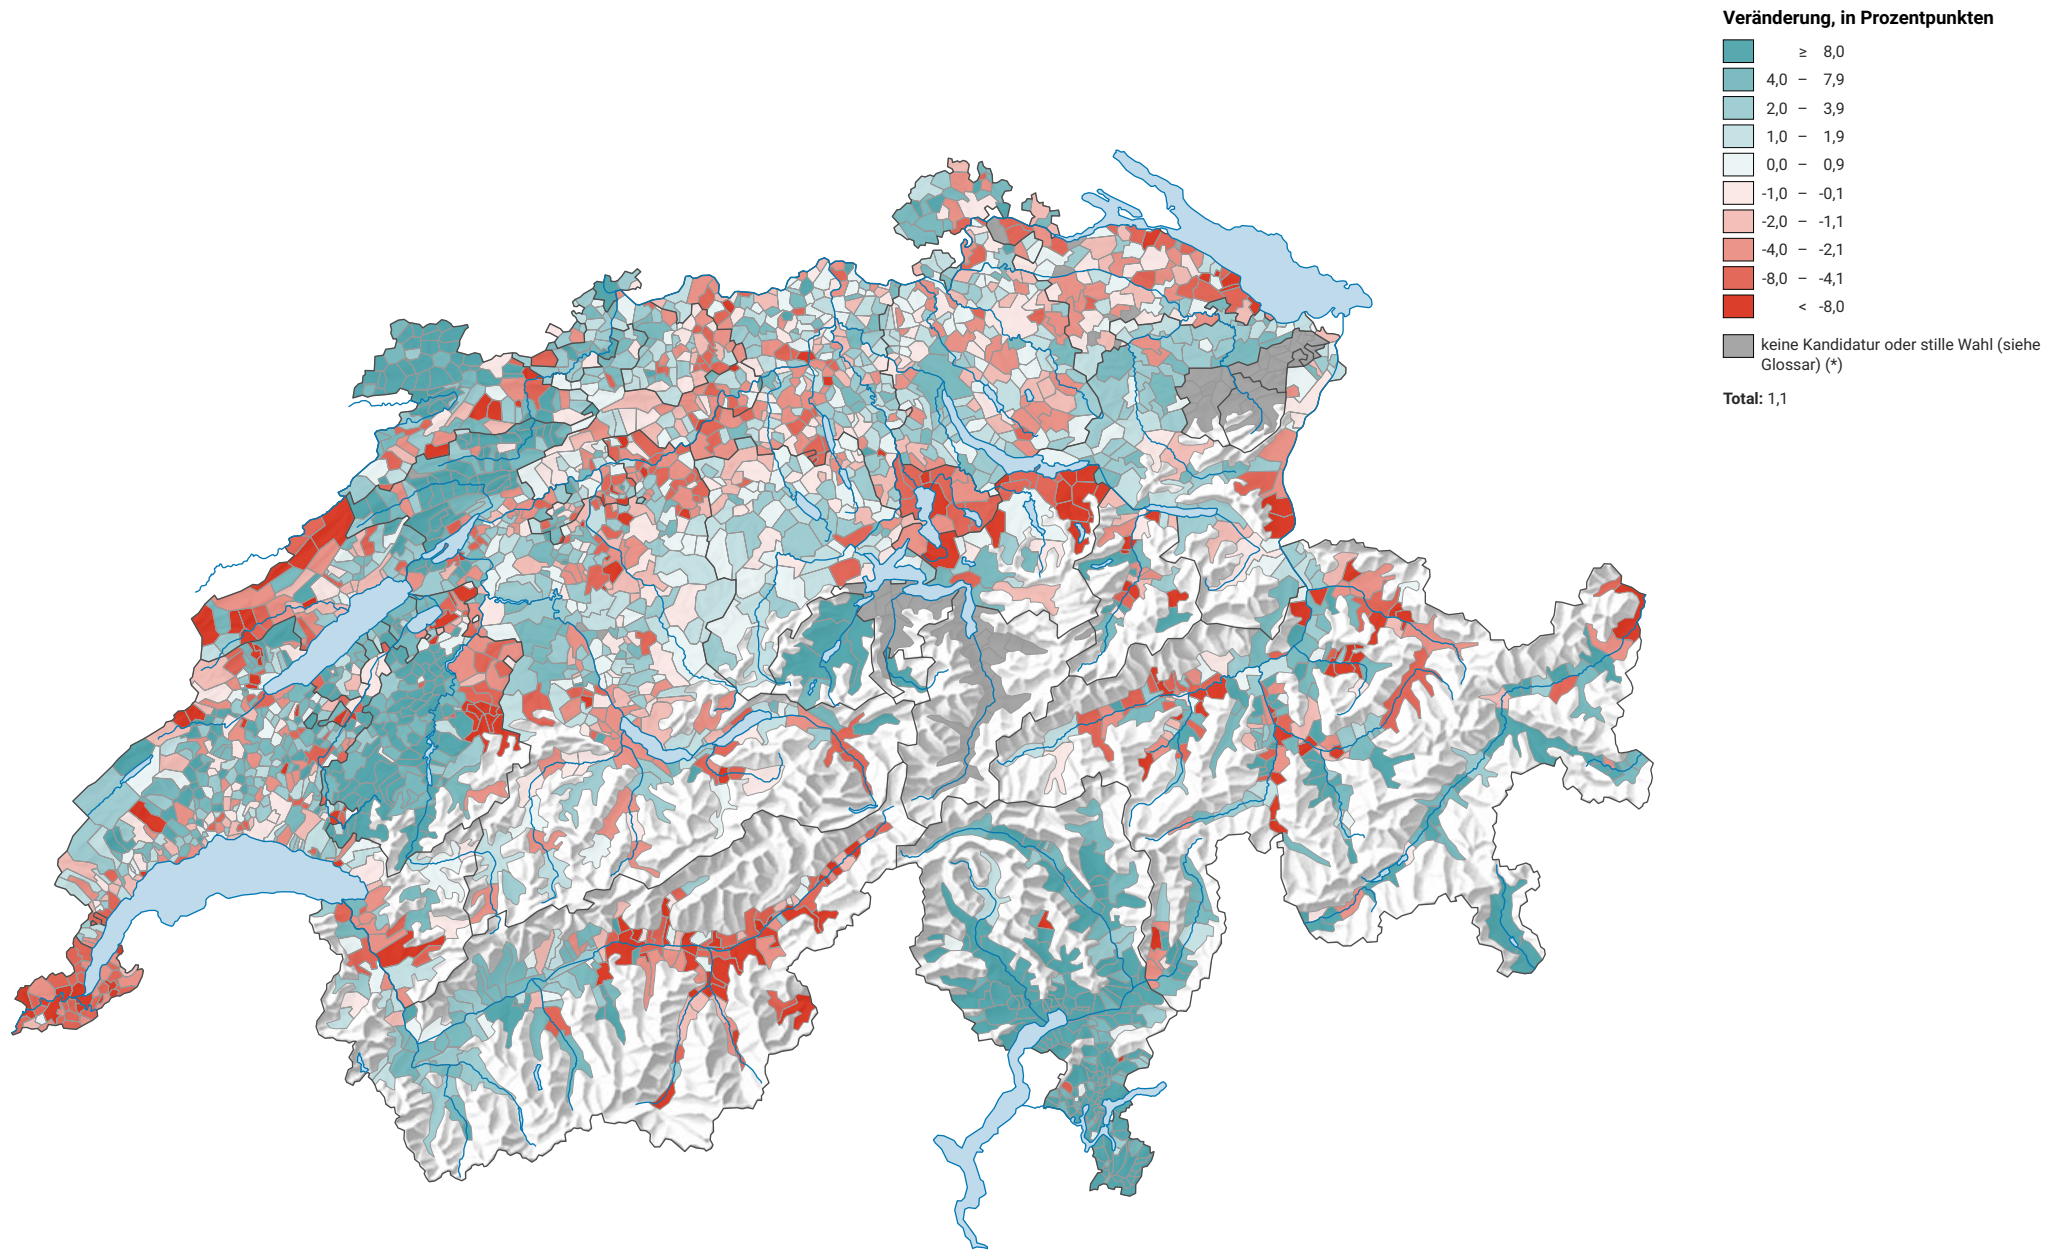 Veränderung, in Prozentpunkten
≥ 8,0
4,0 – 7,9
2,0 – 3,9
1,0 – 1,9
0,0 – 0,9
-1,0 – -0,1
-2,0 – -1,1
-4,0 – -2,1
-8,0 – -4,1
< -8,0
keine Kandidatur oder stille Wahl (siehe
Glossar) (*)
Total: 1,1